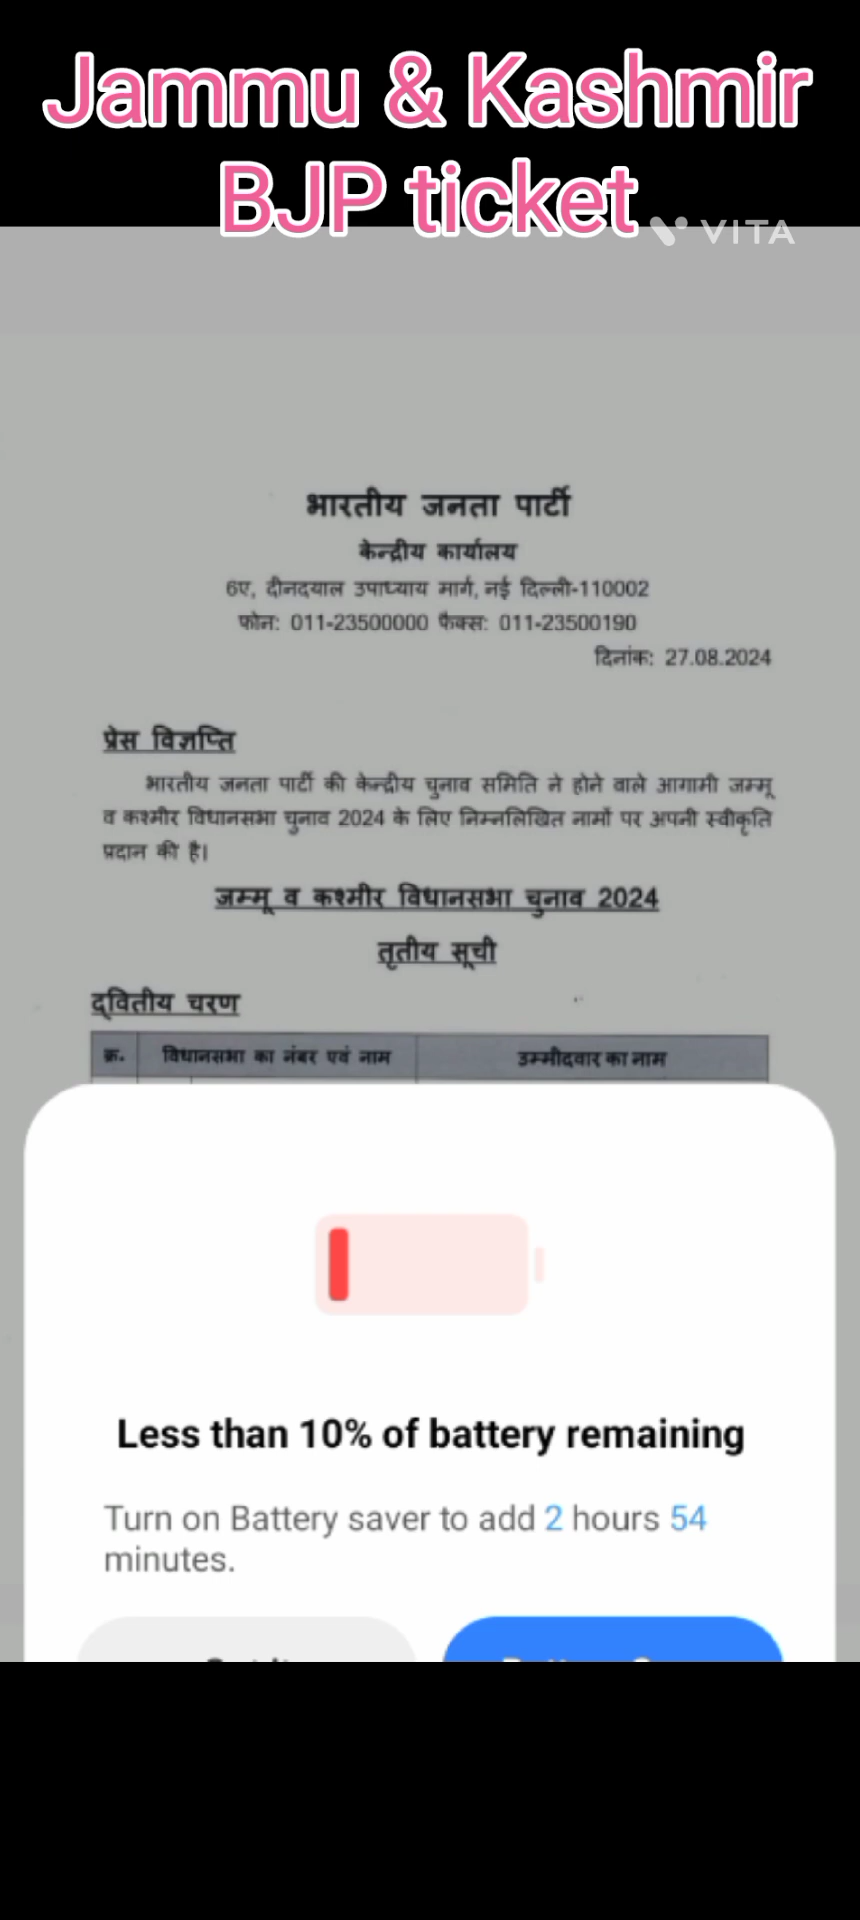 Jammu & Kashmir
BJP ticket
VITA
भारतीय जनता पार्टी
केन्द्रीय कार्यालय
6ए, दीनदयाल उपाध्याय मार्ग, नई दिल्ली-110002
फोन: 011-23500000 फैक्स: 011-23500190
दिनांक: 27.08.2024
प्रेस विज्ञप्ति
भारतीय जनता पार्टी की केन्द्रीय चुनाव समिति ने होने वाले आगामी जम्मू
व कश्मीर विधानसभा चुनाव 2024 के लिए निम्नलिखित नामों पर अपनी स्वीकृति
प्रदान की है।
जम्मू व कश्मीर विधानसभा चुनाव 2024
तृतीय सूची
द्वितीय चरण
क्र. विधानसभा का नंबर एवं नाम उम्मीदवार का नाम
Less than 10% of battery remaining
Turn on Battery saver to add 2 hours 54
minutes.